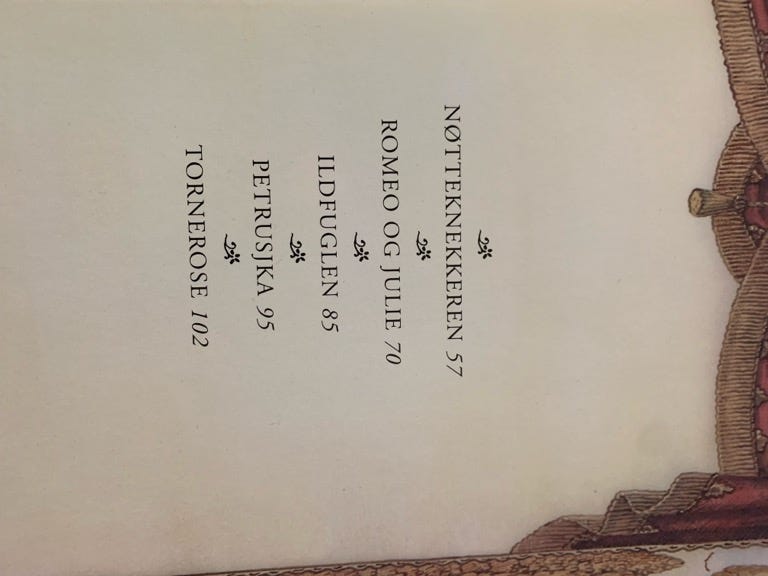 NØTTEKNEKKEREN 57
ROMEO OG JULIE 70
ILDFUGLEN 85
PETRUSJKA 95
TORNEROSE 102